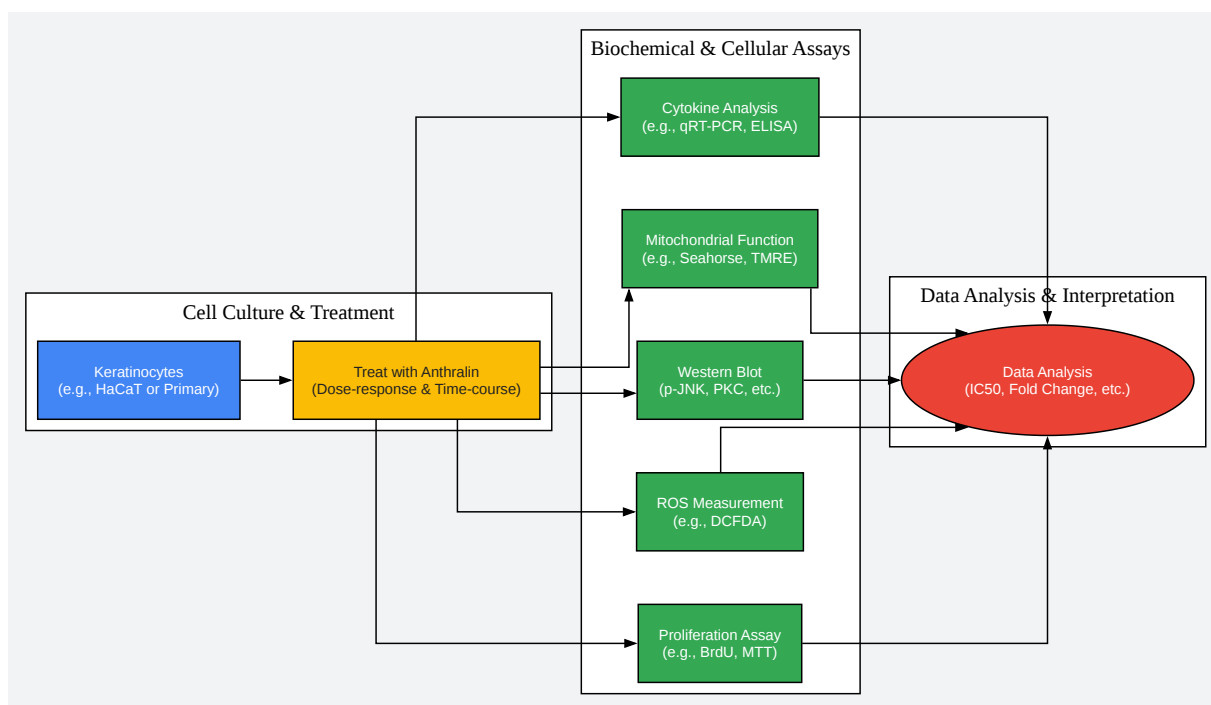 Biochemical & Cellular Assays
Cytokine Analysis
(e.g., qRT-PCR, ELISA)
Mitochondrial Function
(e.g., Seahorse, TMRE)
Cell Culture & Treatment
Keratinocytes
(e.g., HaCaT or Primary)
Treat with Anthralin
(Dose-response & Time-course)
Western Blot
(p-JNK, PKC, etc.)
ROS Measurement
(e.g., DCFDA)
Proliferation Assay
(e.g., BrdU, MTT)
Data Analysis & Interpretation
Data Analysis
(IC50, Fold Change, etc.)